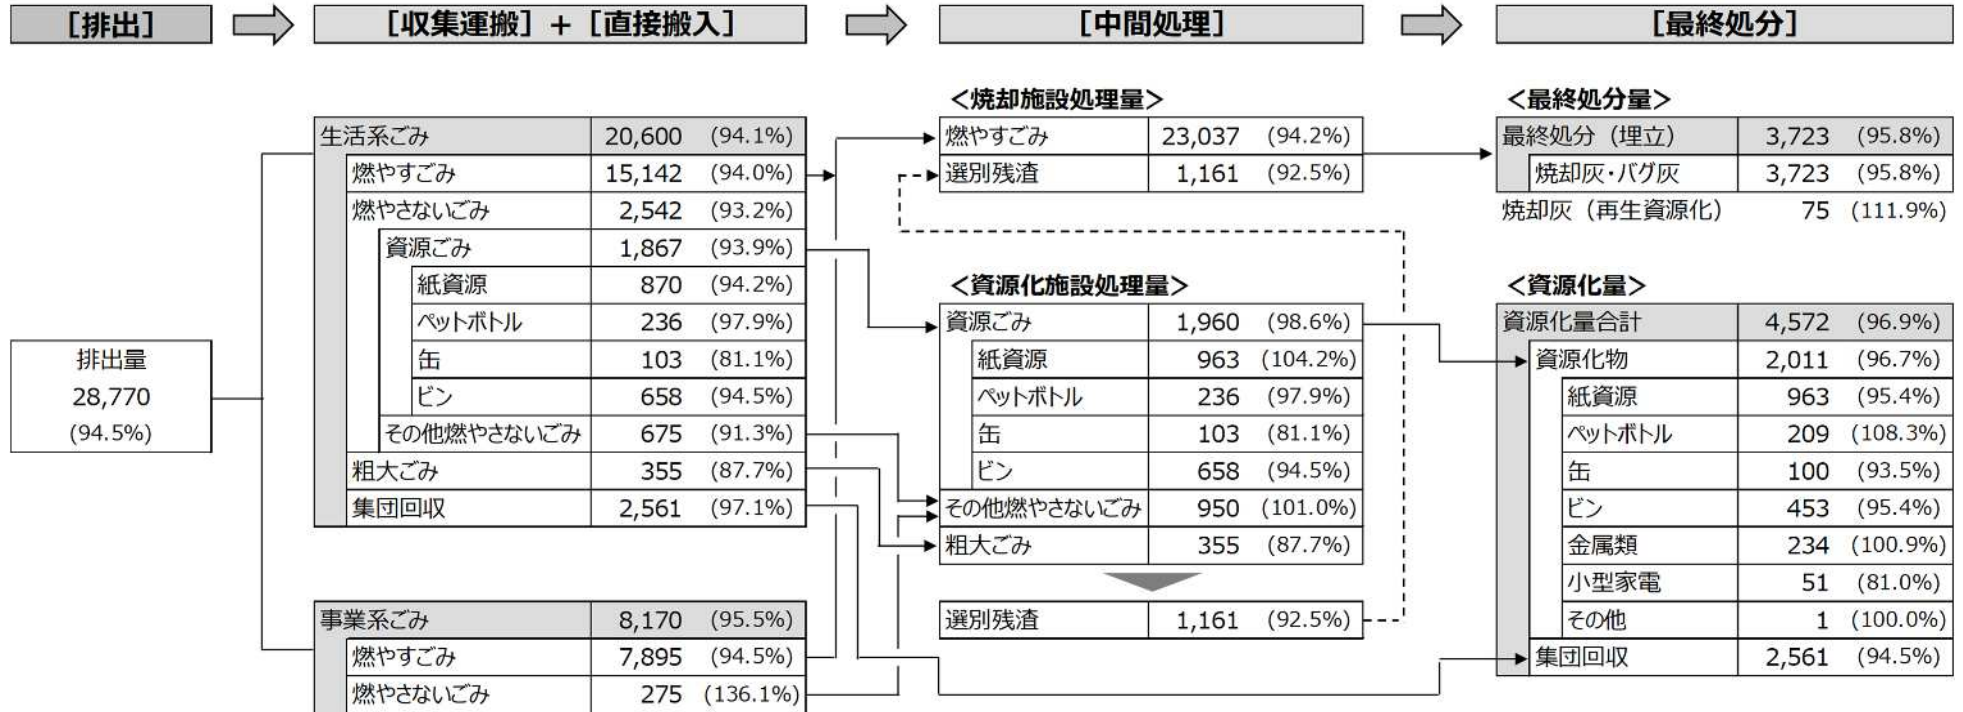 ［排出］
［収集運搬］＋［直接搬入］
［中間処理］
［最終処分］
排出量
28,770
(94.5%)
生活系ごみ 20,600 (94.1%)
燃やすごみ 15,142 (94.0%)
燃やさないごみ 2,542 (93.2%)
資源ごみ 1,867 (93.9%)
紙資源 870 (94.2%)
ペットボトル 236 (97.9%)
缶 103 (81.1%)
ビン 658 (94.5%)
その他燃やさないごみ 675 (91.3%)
粗大ごみ 355 (87.7%)
集団回収 2,561 (97.1%)
事業系ごみ 8,170 (95.5%)
燃やすごみ 7,895 (94.5%)
燃やさないごみ 275 (136.1%)
＜焼却施設処理量＞
燃やすごみ 23,037 (94.2%)
選別残渣 1,161 (92.5%)
＜資源化施設処理量＞
資源ごみ 1,960 (98.6%)
紙資源 963 (104.2%)
ペットボトル 236 (97.9%)
缶 103 (81.1%)
ビン 658 (94.5%)
その他燃やさないごみ 950 (101.0%)
粗大ごみ 355 (87.7%)
選別残渣 1,161 (92.5%)
＜最終処分量＞
最終処分（埋立） 3,723 (95.8%)
焼却灰・バグ灰 3,723 (95.8%)
焼却灰（再生資源化） 75 (111.9%)
＜資源化量＞
資源化量合計 4,572 (96.9%)
資源化物 2,011 (96.7%)
紙資源 963 (95.4%)
ペットボトル 209 (108.3%)
缶 100 (93.5%)
ビン 453 (95.4%)
金属類 234 (100.9%)
小型家電 51 (81.0%)
その他 1 (100.0%)
集団回収 2,561 (94.5%)